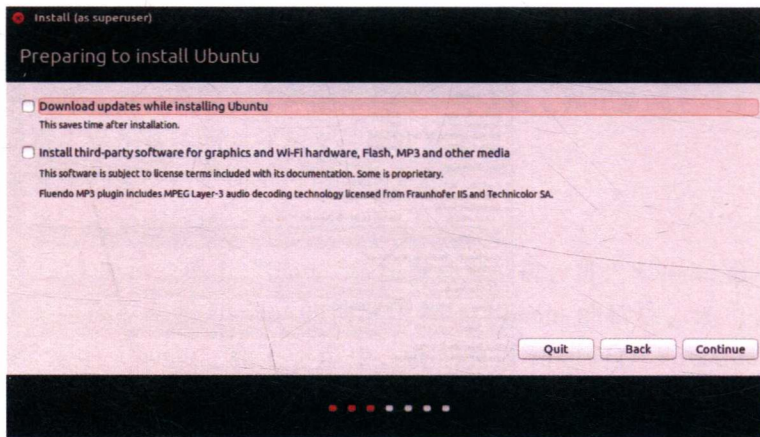 Install (as superuser)
Preparing to install Ubuntu
Download updates while installing Ubuntu
This saves time after installation.
Install third-party software for graphics and Wi-Fi hardware, Flash, MP3 and other media
This software is subject to license terms included with its documentation. Some is proprietary.
Fluendo MP3 plugin includes MPEG Layer-3 audio decoding technology licensed from Fraunhofer IIS and Technicolor SA.
Quit Back Continue